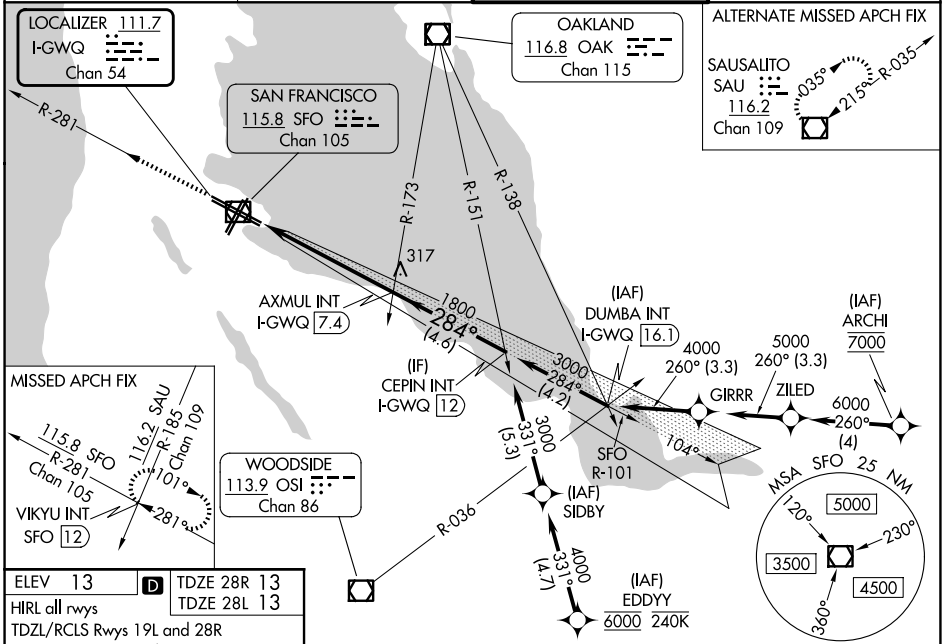 LOCALIZER 111.7
I-GWQ
Chan 54
OAKLAND
116.8 OAK
Chan 115
ALTERNATE MISSED APCH FIX
SAUSALITO
SAU
116.2
Chan 109
035°
215°
R-035
SAN FRANCISCO
115.8 SFO
Chan 105
R-281
R-173
R-151
R-138
317
AXMUL INT
I-GWQ 7.4
1800
284°
(4.6)
(IAF)
DUMBA INT
I-GWQ 16.1
(IAF)
ARCHI
7000
(IF)
CEPIN INT
I-GWQ 12
3000
284°
(4.2)
4000
260° (3.3)
GIRRR
5000
260° (3.3)
ZILED
6000
260°
(4)
SFO
R-101
104°
3000
331°
(5.3)
(IAF)
SIDBY
4000
331°
(4.7)
(IAF)
EDDYY
6000 240K
MISSED APCH FIX
115.8 SFO
R-281
Chan 105
116.2 SAU
R-185
Chan 109
101°
281°
VIKYU INT
SFO 12
WOODSIDE
113.9 OSI
Chan 86
R-036
MSA SFO 25 NM
120°
5000
230°
3500
4500
360°
ELEV 13
D
TDZE 28R 13
TDZE 28L 13
HIRL all rwys
TDZL/RCLS Rwys 19L and 28R